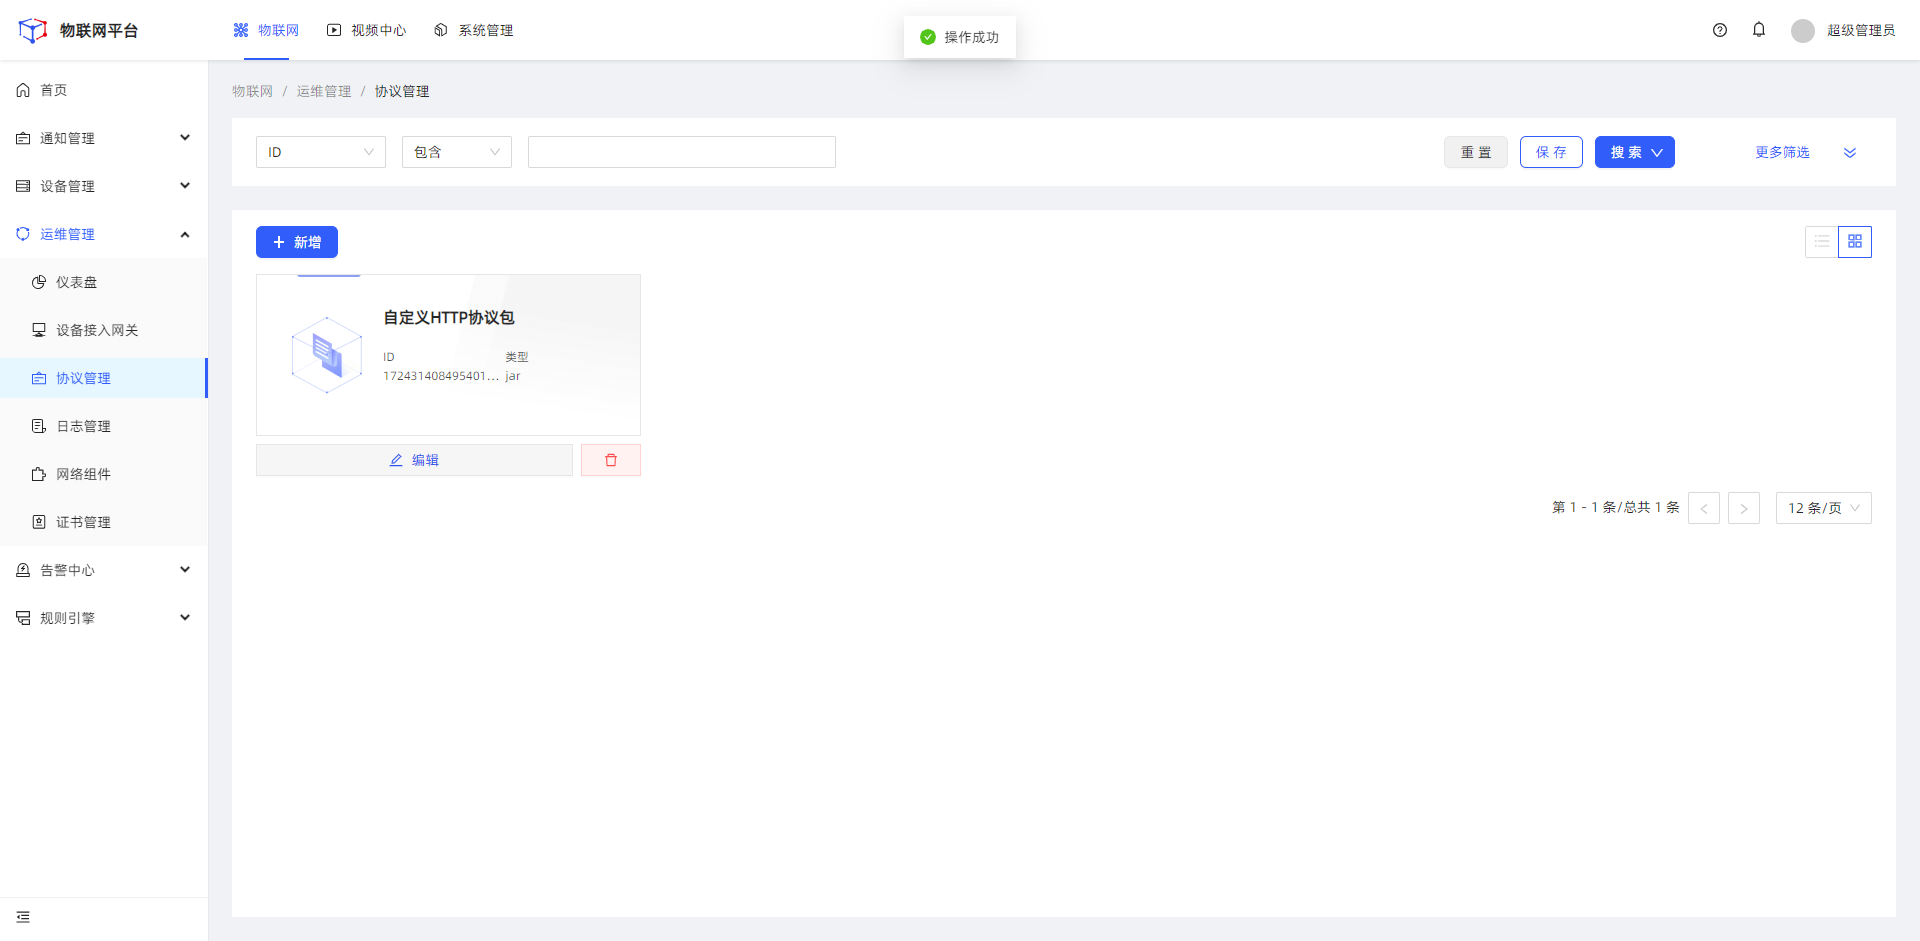 物联网平台
物联网
视频中心
系统管理
操作成功
超级管理员
首页
通知管理
设备管理
运维管理
仪表盘
设备接入网关
协议管理
日志管理
网络组件
证书管理
告警中心
规则引擎
物联网 / 运维管理 / 协议管理
ID
包含
重 置
保 存
搜 索
更多筛选
新增
自定义HTTP协议包
ID
类型
172431408495401...
jar
编辑
第 1 - 1 条/总共 1 条
12 条/页